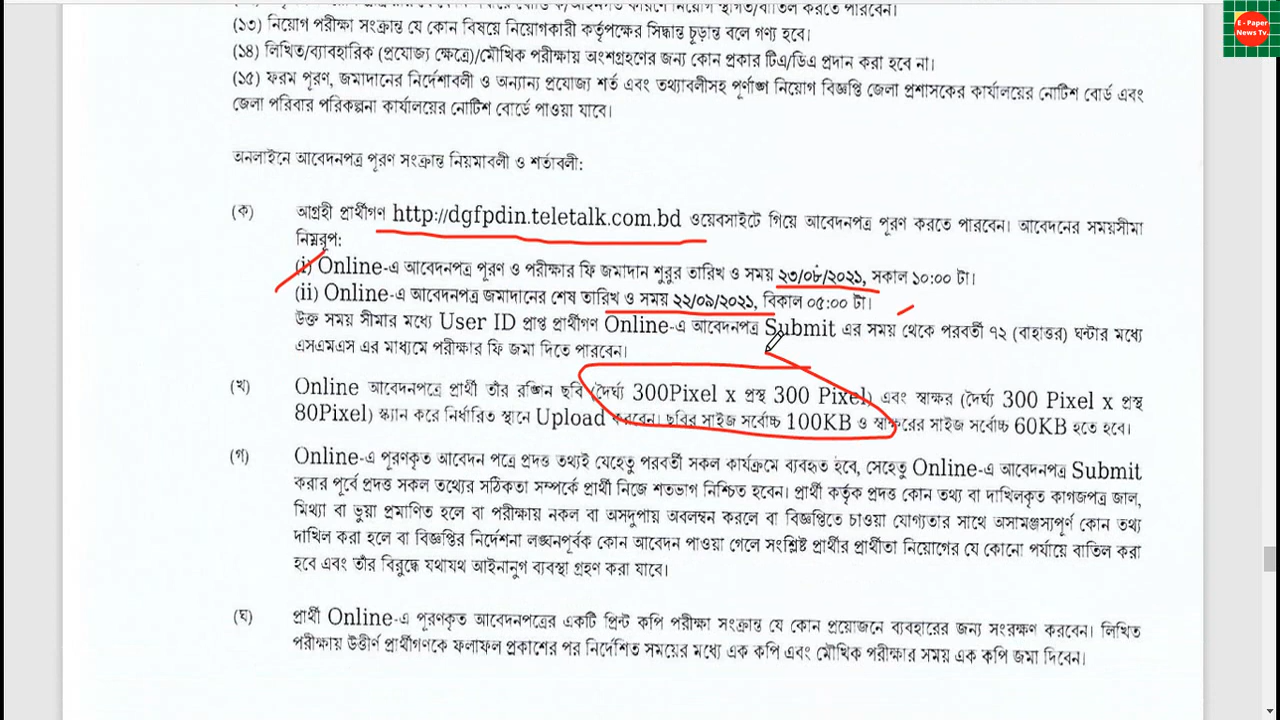 (১৩) নিয়োগ পরীক্ষা সংক্রান্ত যে কোন বিষয়ে নিয়োগকারী কর্তৃপক্ষের সিদ্ধান্ত চূড়ান্ত বলে গণ্য হবে।
(১৪) লিখিত/ব্যাবহারিক (প্রযোজ্য ক্ষেত্রে)/মৌখিক পরীক্ষায় অংশগ্রহণের জন্য কোন প্রকার টিএ/ডিএ প্রদান করা হবে না।
(১৫) ফরম পূরণ, জমাদানের নির্দেশাবলী ও অন্যান্য প্রযোজ্য শর্ত এবং তথ্যাবলীসহ পূর্ণাঙ্গ নিয়োগ বিজ্ঞপ্তি জেলা প্রশাসকের কার্যালয়ের নোটিশ বোর্ড এবং
জেলা পরিবার পরিকল্পনা কার্যালয়ের নোটিশ বোর্ডে পাওয়া যাবে।
অনলাইনে আবেদনপত্র পূরণ সংক্রান্ত নিয়মাবলী ও শর্তাবলী:
(ক) আগ্রহী প্রার্থীগণ http://dgfpdin.teletalk.com.bd ওয়েবসাইটে গিয়ে আবেদনপত্র পূরণ করতে পারবেন। আবেদনের সময়সীমা
নিম্নরূপ:
(i) Online-এ আবেদনপত্র পূরণ ও পরীক্ষার ফি জমাদান শুরুর তারিখ ও সময় ২৩/০৮/২০২১, সকাল ১০:০০ টা।
(ii) Online-এ আবেদনপত্র জমাদানের শেষ তারিখ ও সময় ২২/০৯/২০২১, বিকাল ০৫:০০ টা।
উক্ত সময় সীমার মধ্যে User ID প্রাপ্ত প্রার্থীগণ Online-এ আবেদনপত্র Submit এর সময় থেকে পরবর্তী ৭২ (বাহাত্তর) ঘন্টার মধ্যে
এসএমএস এর মাধ্যমে পরীক্ষার ফি জমা দিতে পারবেন।
(খ) Online আবেদনপত্রে প্রার্থী তাঁর রঙ্গিন ছবি (দৈর্ঘ্য 300Pixel x প্রস্থ 300 Pixel) এবং স্বাক্ষর (দৈর্ঘ্য 300 Pixel x প্রস্থ
80Pixel) স্ক্যান করে নির্ধারিত স্থানে Upload করবেন। ছবির সাইজ সর্বোচ্চ 100KB ও স্বাক্ষরের সাইজ সর্বোচ্চ 60KB হতে হবে।
(গ) Online-এ পূরণকৃত আবেদন পত্রে প্রদত্ত তথ্যই যেহেতু পরবর্তী সকল কার্যক্রমে ব্যবহৃত হবে, সেহেতু Online-এ আবেদনপত্র Submit
করার পূর্বে প্রদত্ত সকল তথ্যের সঠিকতা সম্পর্কে প্রার্থী নিজে শতভাগ নিশ্চিত হবেন। প্রার্থী কর্তৃক প্রদত্ত কোন তথ্য বা দাখিলকৃত কাগজপত্র জাল,
মিথ্যা বা ভুয়া প্রমাণিত হলে বা পরীক্ষায় নকল বা অসদুপায় অবলম্বন করলে বা বিজ্ঞপ্তিতে চাওয়া যোগ্যতার সাথে অসামঞ্জস্যপূর্ণ কোন তথ্য
দাখিল করা হলে বা বিজ্ঞপ্তির নির্দেশনা লঙ্ঘনপূর্বক কোন আবেদন পাওয়া গেলে সংশ্লিষ্ট প্রার্থীর প্রার্থীতা নিয়োগের যে কোনো পর্যায়ে বাতিল করা
হবে এবং তাঁর বিরুদ্ধে যথাযথ আইনানুগ ব্যবস্থা গ্রহণ করা যাবে।
(ঘ) প্রার্থী Online-এ পূরণকৃত আবেদনপত্রের একটি প্রিন্ট কপি পরীক্ষা সংক্রান্ত যে কোন প্রয়োজনে ব্যবহারের জন্য সংরক্ষণ করবেন। লিখিত
পরীক্ষায় উত্তীর্ণ প্রার্থীগণকে ফলাফল প্রকাশের পর নির্দেশিত সময়ের মধ্যে এক কপি এবং মৌখিক পরীক্ষার সময় এক কপি জমা দিবেন।
E - Paper
News Tv.